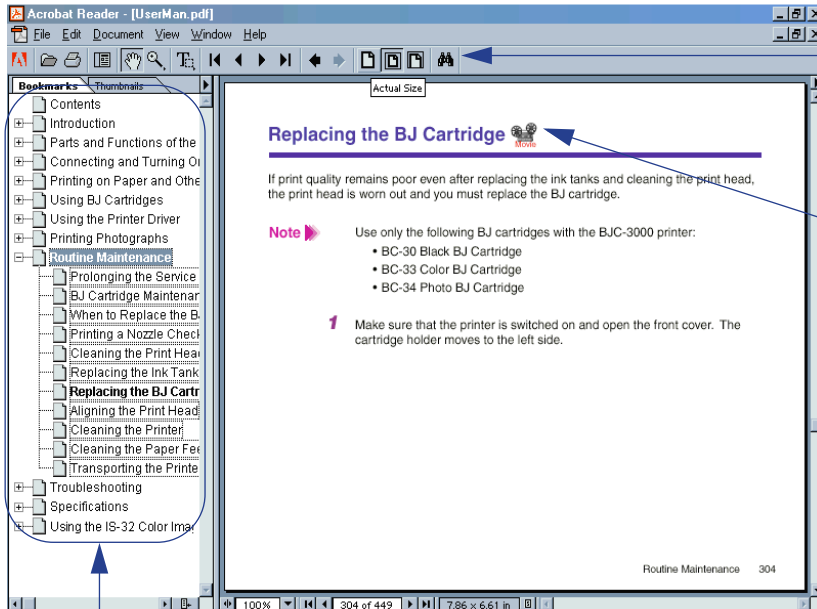 Acrobat Reader - [UserMan.pdf]
File Edit Document View Window Help
Bookmarks Thumbnails
Actual Size
Contents
Introduction
Parts and Functions of the
Connecting and Turning
Printing on Paper and Othe
Using BJ Cartridges
Using the Printer Driver
Printing Photographs
Routine Maintenance
Prolonging the Service
BJ Cartridge Maintenan
When to Replace the B
Printing a Nozzle Check
Cleaning the Print Head
Replacing the Ink Tank
Replacing the BJ Cartr
Aligning the Print Head
Cleaning the Printer
Cleaning the Paper Fee
Transporting the Printe
Troubleshooting
Specifications
Using the IS-32 Color Ima
Replacing the BJ Cartridge
Movie
If print quality remains poor even after replacing the ink tanks and cleaning the print head,
the print head is worn out and you must replace the BJ cartridge.
Note
Use only the following BJ cartridges with the BJC-3000 printer:
• BC-30 Black BJ Cartridge
• BC-33 Color BJ Cartridge
• BC-34 Photo BJ Cartridge
1 Make sure that the printer is switched on and open the front cover. The
cartridge holder moves to the left side.
Routine Maintenance 304
100% 304 of 449 7.86 x 6.61 in